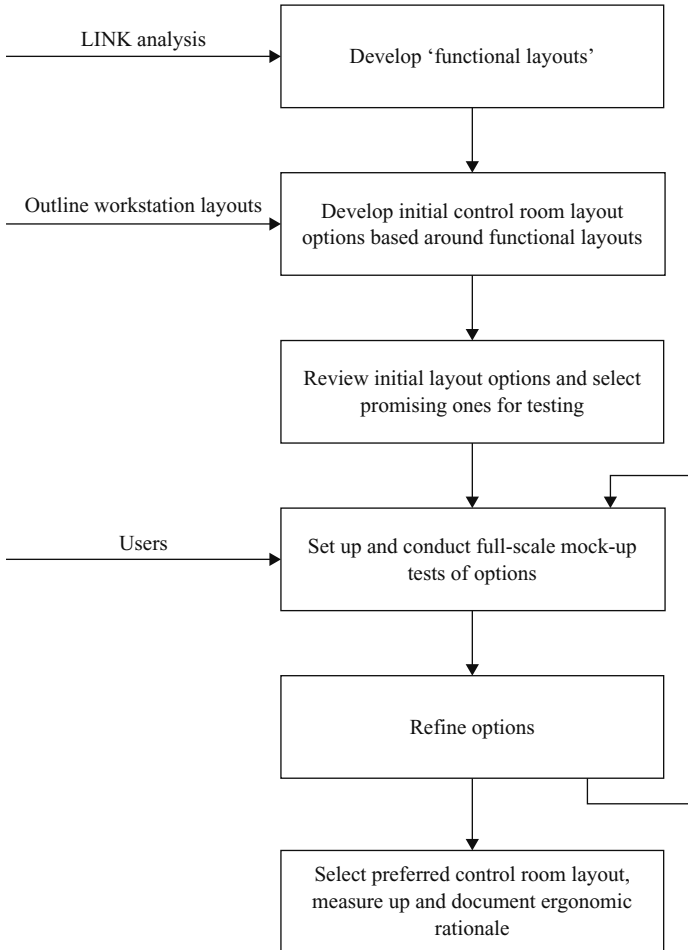 LINK analysis
Develop ‘functional layouts’
Outline workstation layouts
Develop initial control room layout
options based around functional layouts
Review initial layout options and select
promising ones for testing
Users
Set up and conduct full-scale mock-up
tests of options
Refine options
Select preferred control room layout,
measure up and document ergonomic
rationale